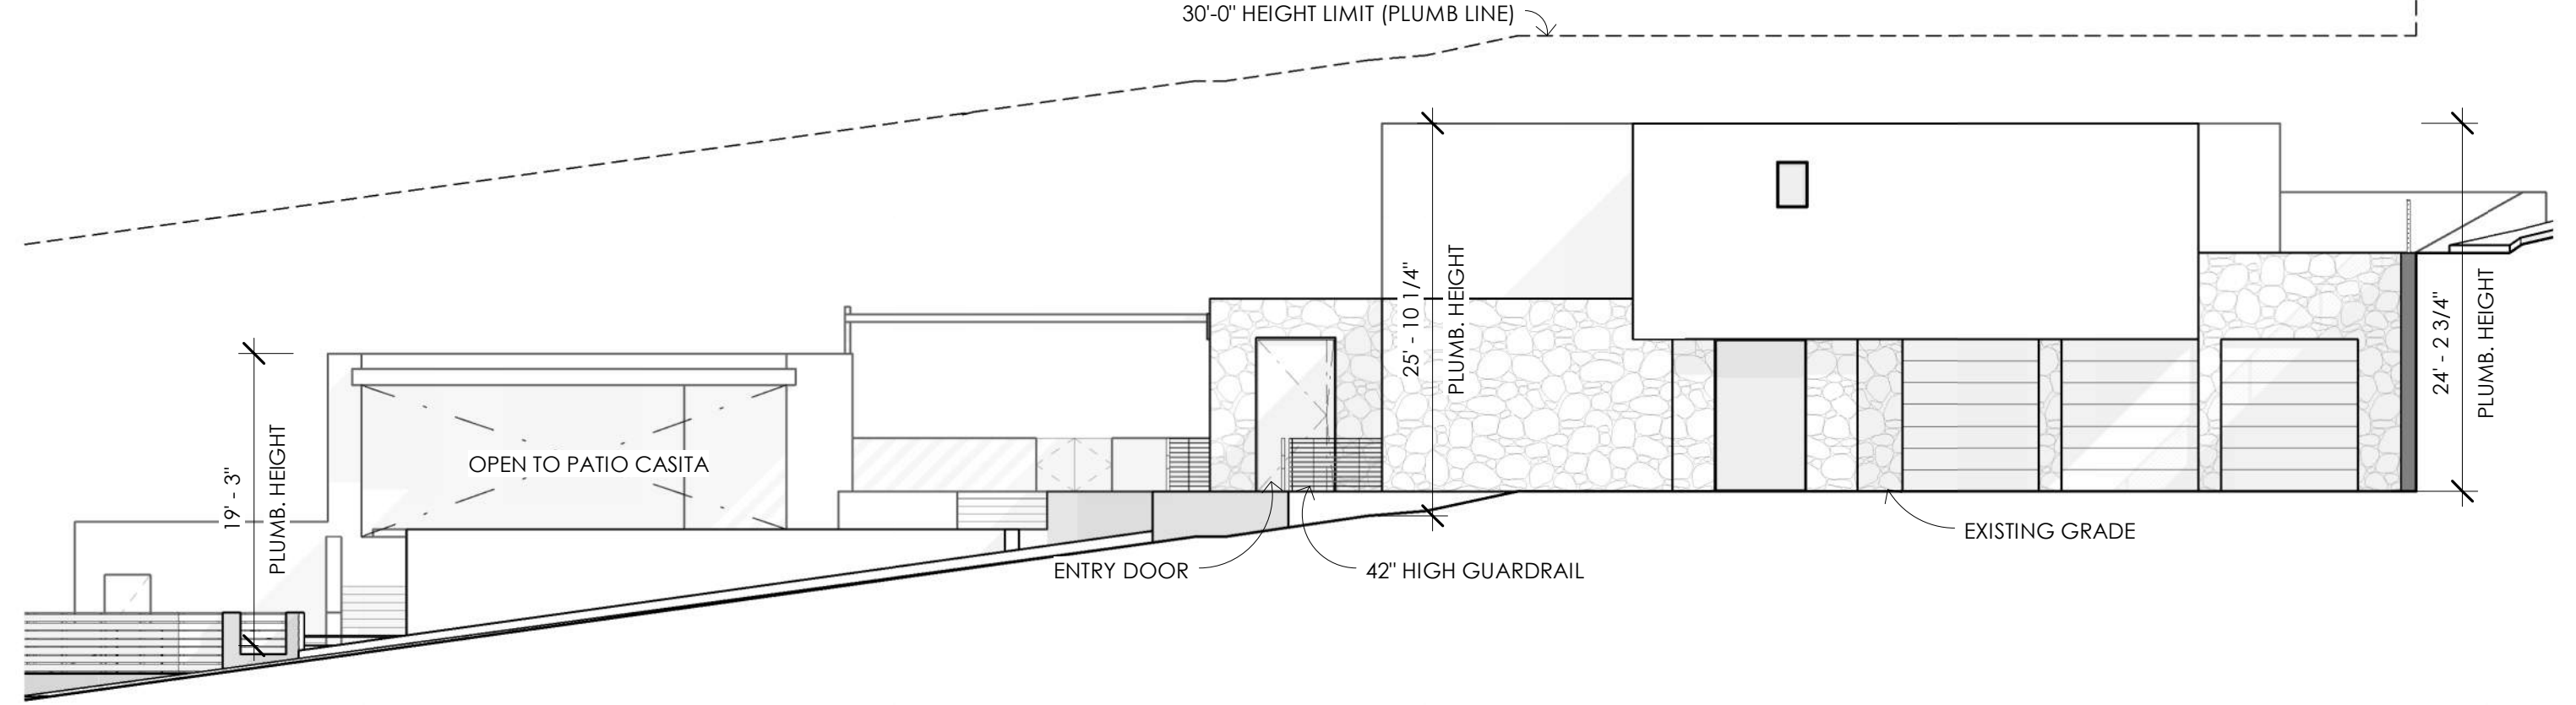 30'-0" HEIGHT LIMIT (PLUMB LINE)
25' - 10 1/4"
PLUMB. HEIGHT
24' - 2 3/4"
PLUMB. HEIGHT
19' - 3"
PLUMB. HEIGHT
OPEN TO PATIO CASITA
EXISTING GRADE
ENTRY DOOR
42" HIGH GUARDRAIL